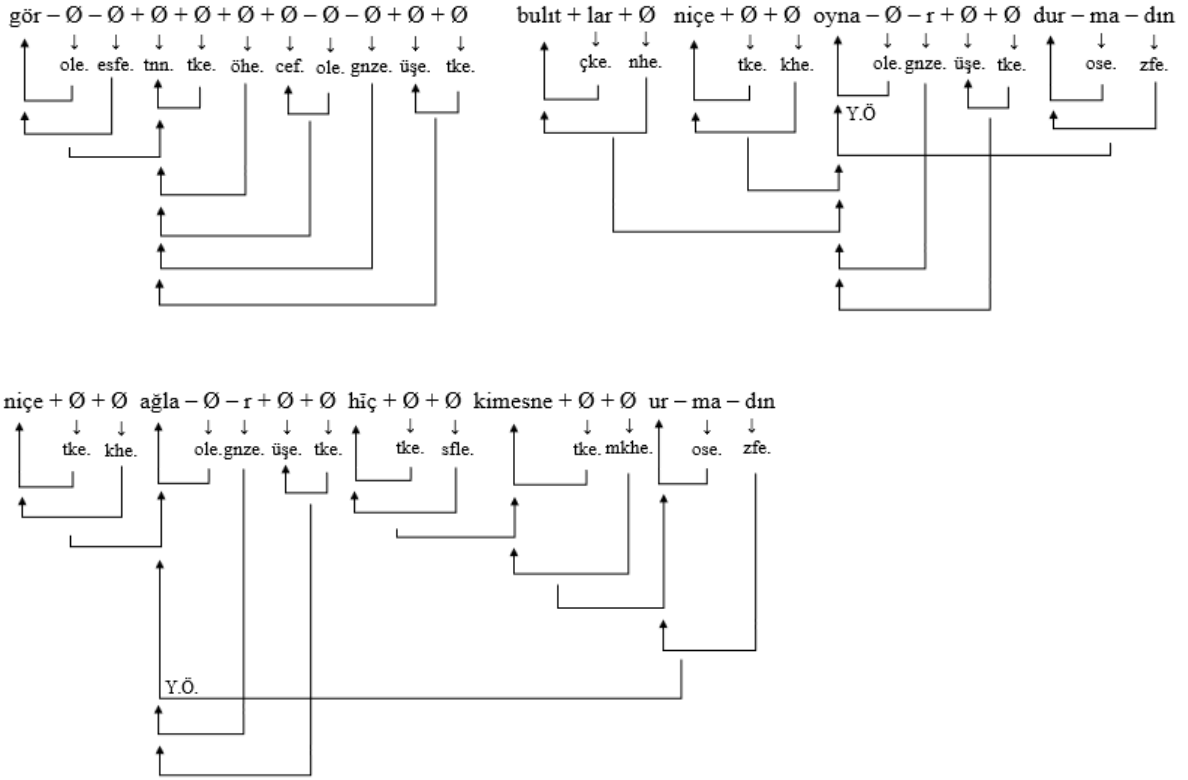 gör – Ø – Ø + Ø + Ø + Ø + Ø – Ø – Ø + Ø + Ø
ole. esfe. tnn. tke. öhe. cef. ole. gnze. üşe. tke.
bulıt + lar + Ø niçe + Ø + Ø oyna – Ø – r + Ø + Ø dur – ma – dın
çke. nhe. tke. khe. ole. gnze. üşe. tke. ose. zfe.
Y.Ö
niçe + Ø + Ø ağla – Ø – r + Ø + Ø hīç + Ø + Ø kimesne + Ø + Ø ur – ma – dın
tke. khe. ole. gnze. üşe. tke. tke. sfle. tke. mkhe. ose. zfe.
Y.Ö.